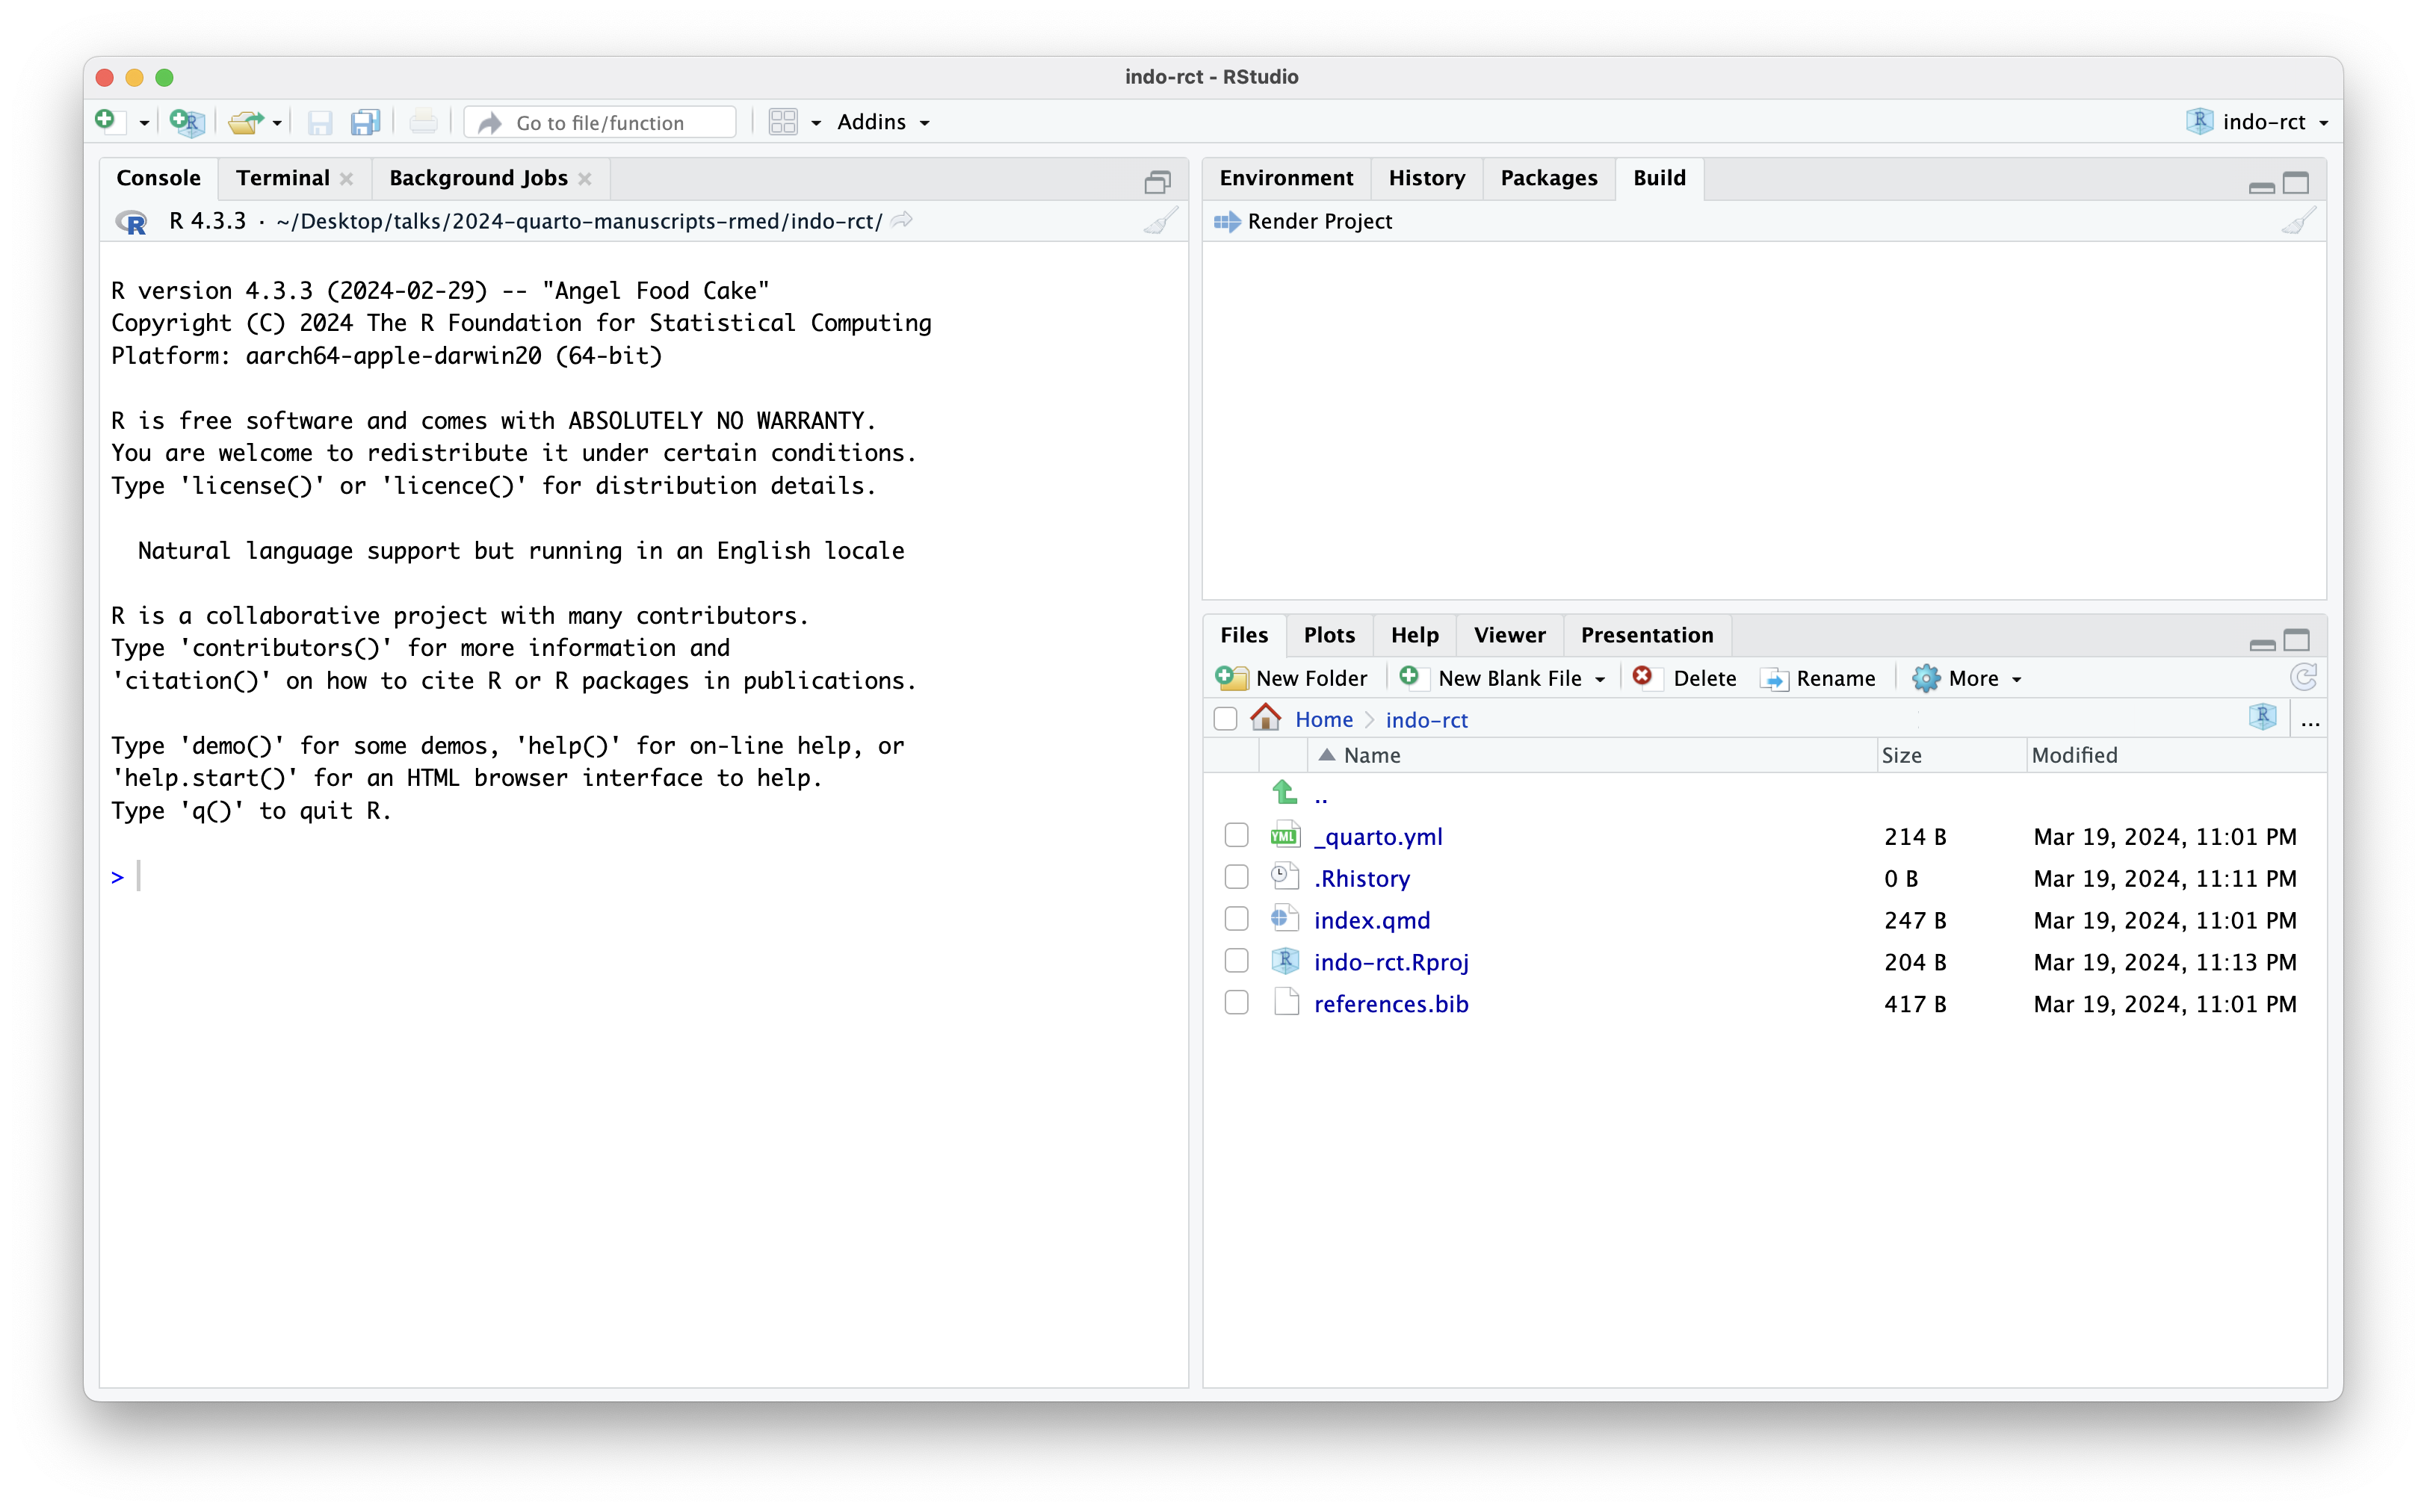 indo-rct - RStudio
Go to file/function Addins R indo-rct
Console Terminal Background Jobs
R R 4.3.3 · ~/Desktop/talks/2024-quarto-manuscripts-rmed/indo-rct/
R version 4.3.3 (2024-02-29) -- "Angel Food Cake"
Copyright (C) 2024 The R Foundation for Statistical Computing
Platform: aarch64-apple-darwin20 (64-bit)
R is free software and comes with ABSOLUTELY NO WARRANTY.
You are welcome to redistribute it under certain conditions.
Type 'license()' or 'licence()' for distribution details.
Natural language support but running in an English locale
R is a collaborative project with many contributors.
Type 'contributors()' for more information and
'citation()' on how to cite R or R packages in publications.
Type 'demo()' for some demos, 'help()' for on-line help, or
'help.start()' for an HTML browser interface to help.
Type 'q()' to quit R.
>
Environment History Packages Build
Render Project
Files Plots Help Viewer Presentation
New Folder New Blank File Delete Rename More
Home indo-rct R ...
Name Size Modified
..
YML _quarto.yml 214 B Mar 19, 2024, 11:01 PM
.Rhistory 0 B Mar 19, 2024, 11:11 PM
index.qmd 247 B Mar 19, 2024, 11:01 PM
R indo-rct.Rproj 204 B Mar 19, 2024, 11:13 PM
references.bib 417 B Mar 19, 2024, 11:01 PM